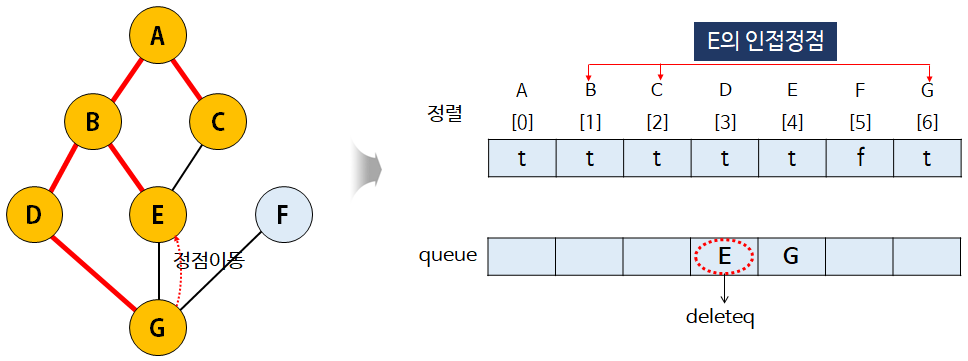 A
B
C
D
E
F
정점이동
G
E의 인접정점
A B C D E F G
정렬 [0] [1] [2] [3] [4] [5] [6]
t t t t t f t
queue E G
deleteq